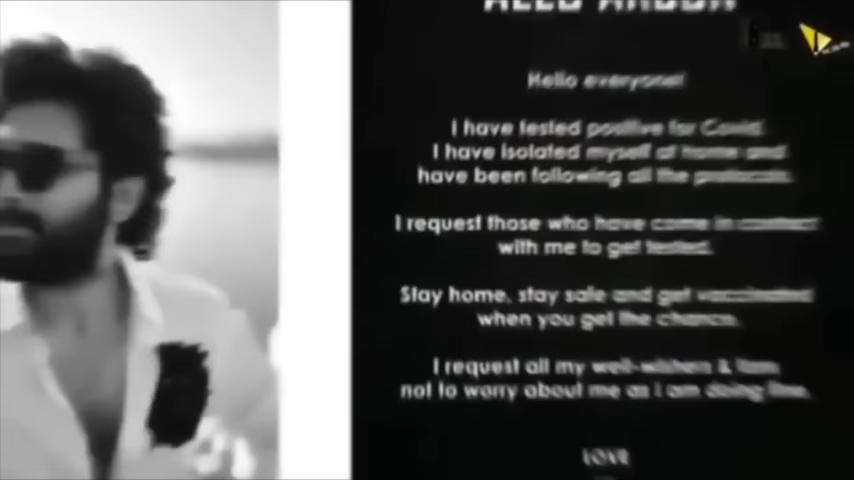 ALLU ARJUN
Hello everyone!
I have tested positive for Covid.
I have isolated myself at home and
have been following all the protocols.
I request those who have come in contact
with me to get tested.
Stay home, stay safe and get vaccinated
when you get the chance.
I request all my well-wishers & fans
not to worry about me as I am doing fine.
LOVE